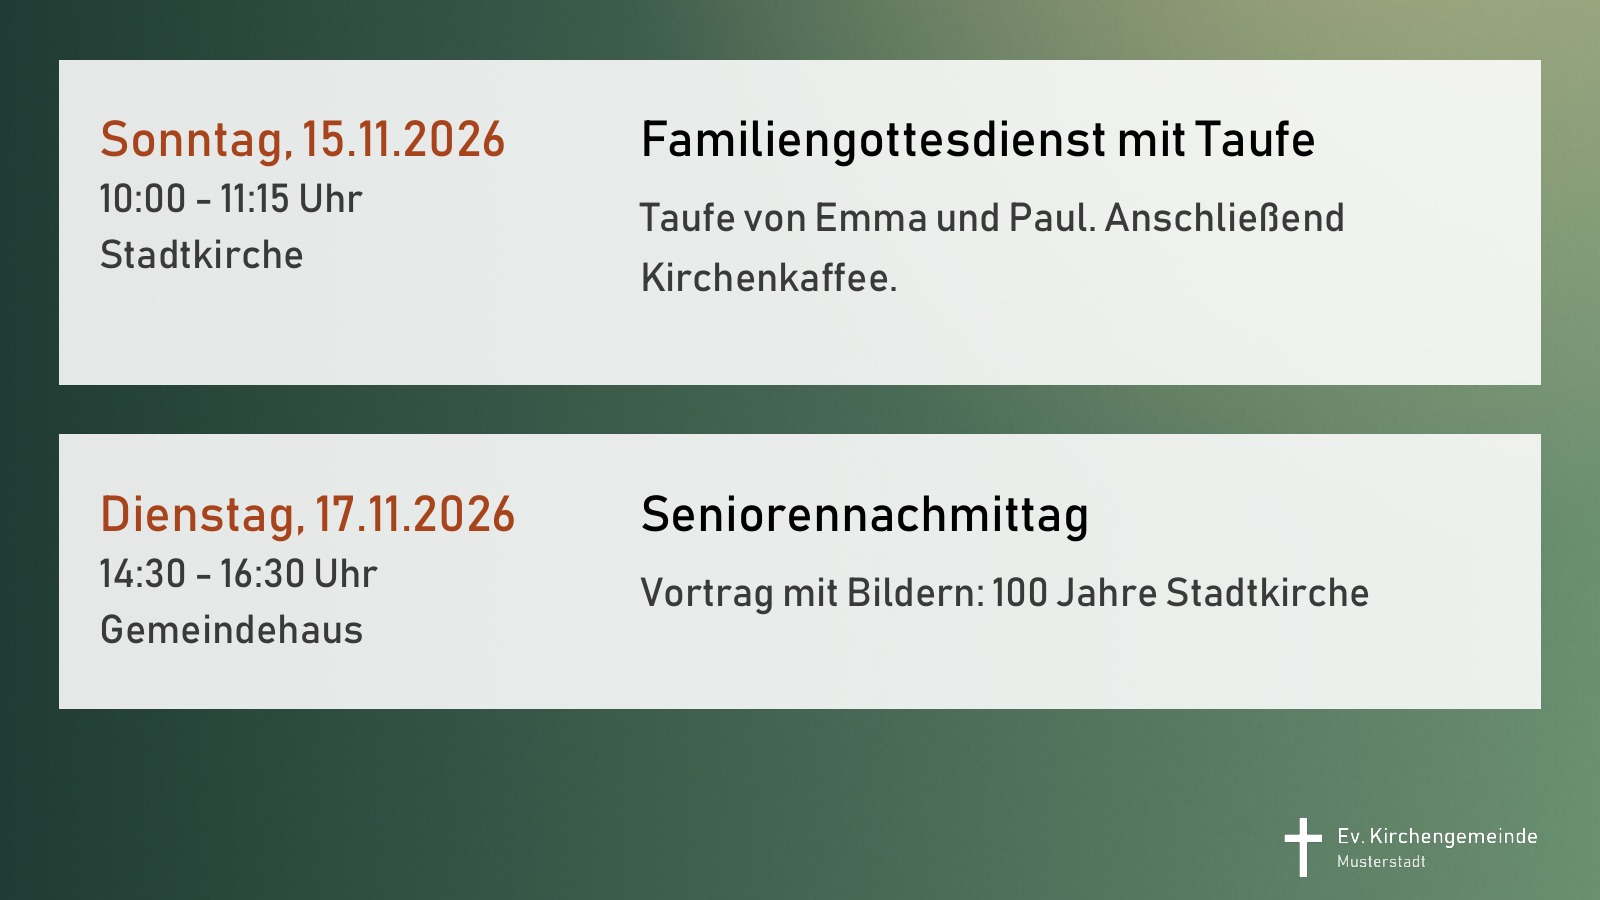 Sonntag, 15.11.2026
10:00 - 11:15 Uhr
Stadtkirche
Familiengottesdienst mit Taufe
Taufe von Emma und Paul. Anschließend
Kirchenkaffee.
Dienstag, 17.11.2026
14:30 - 16:30 Uhr
Gemeindehaus
Seniorennachmittag
Vortrag mit Bildern: 100 Jahre Stadtkirche
Ev. Kirchengemeinde
Musterstadt